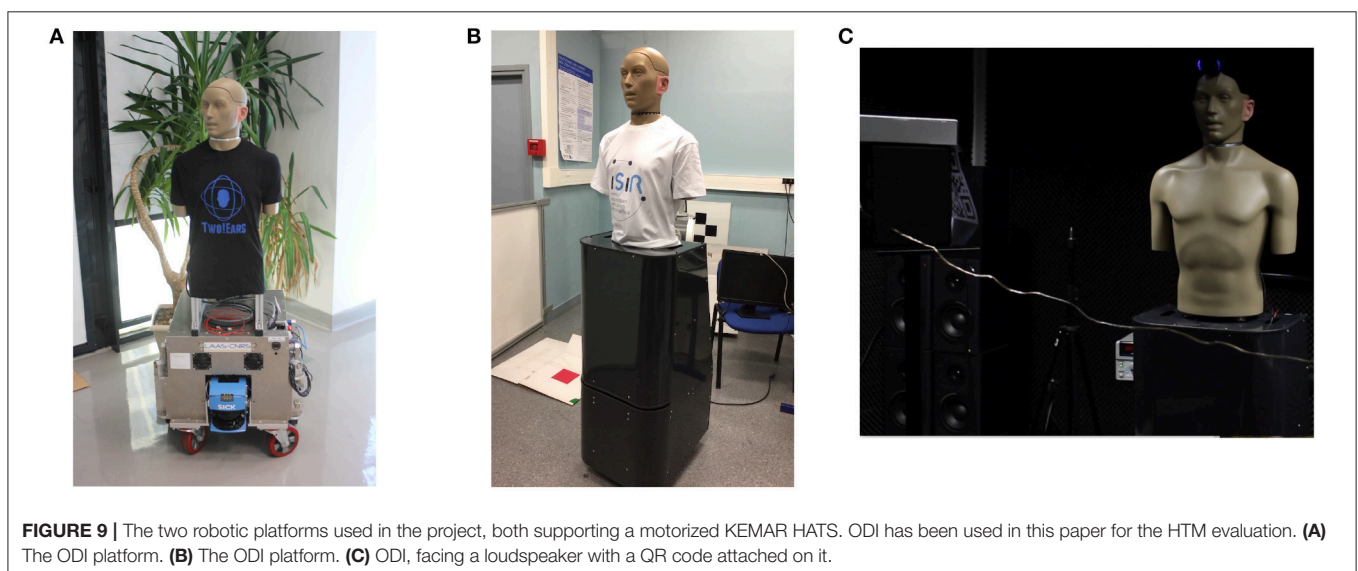 A
B
C
TWO!EARS
LAAS-CNRS
SICK
iSiR
FIGURE 9 | The two robotic platforms used in the project, both supporting a motorized KEMAR HATS. ODI has been used in this paper for the HTM evaluation. (A)
The ODI platform. (B) The ODI platform. (C) ODI, facing a loudspeaker with a QR code attached on it.